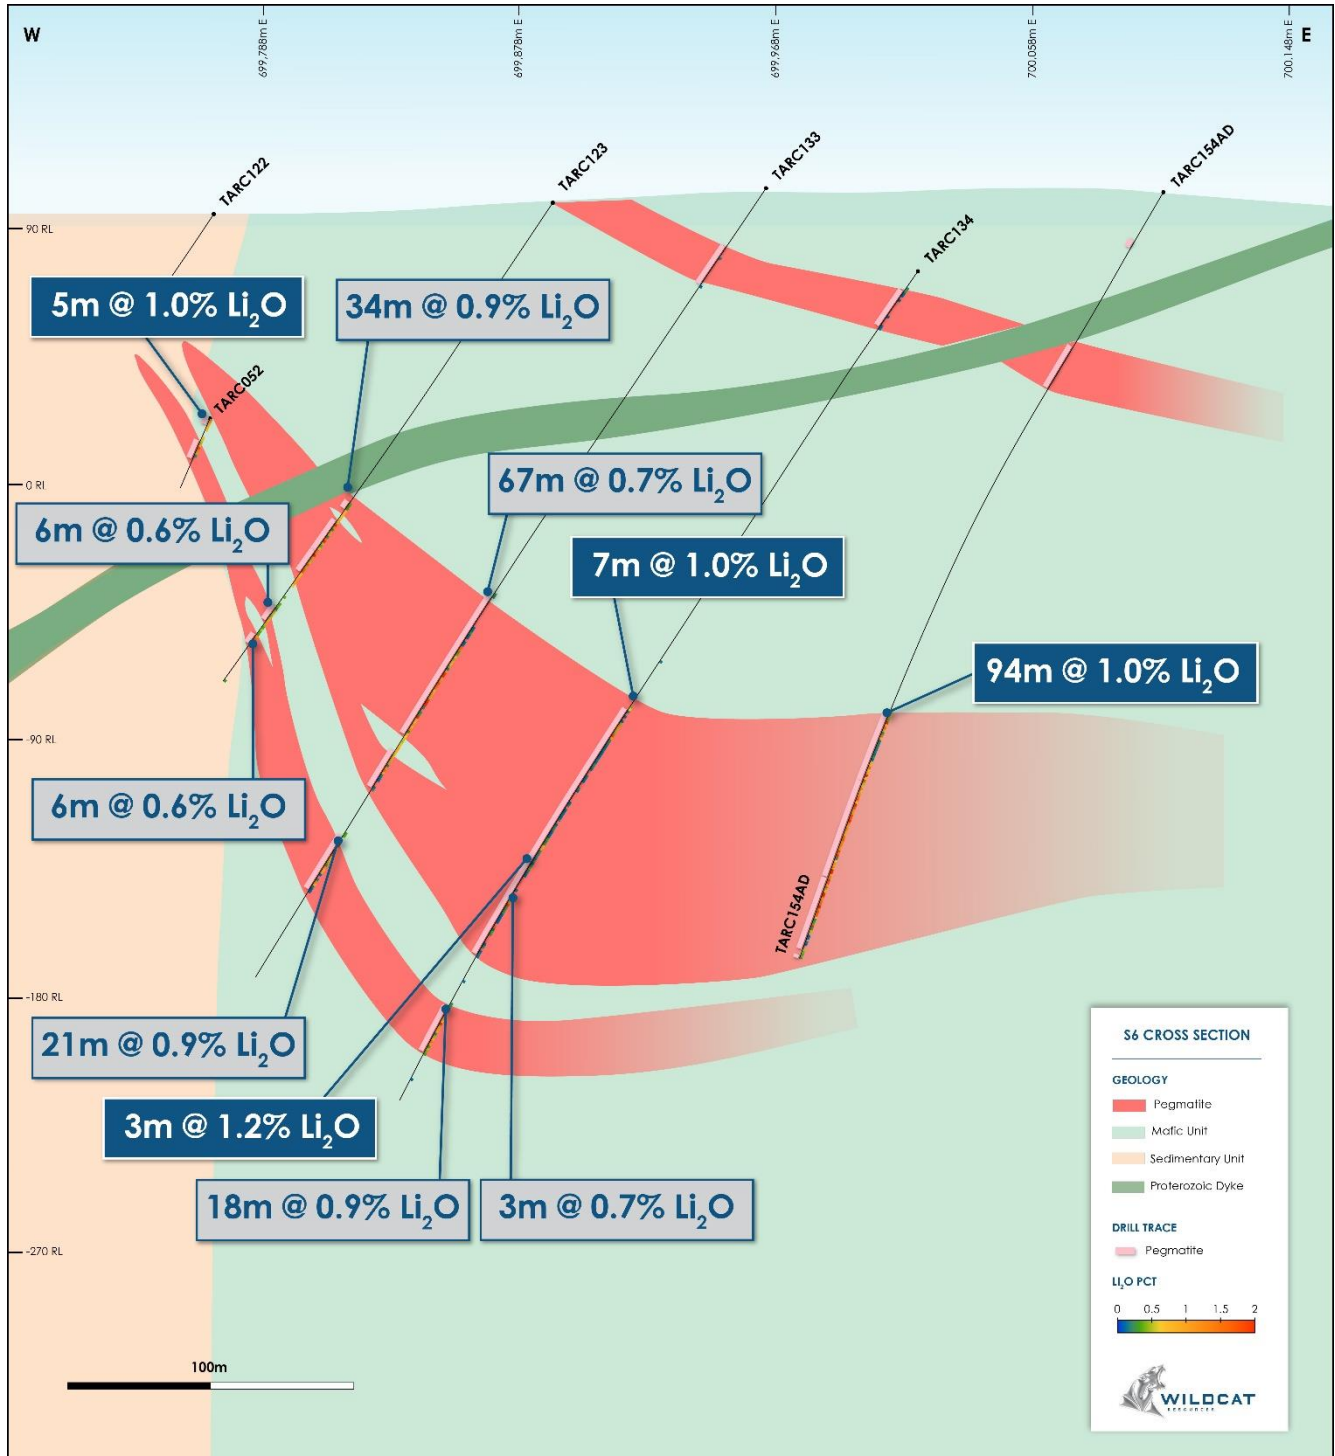 W
E
699,788m E
699,878m E
699,968m E
700,058m E
700,148m E
TARC122
TARC123
TARC133
TARC154AD
TARC134
90 RL
5m @ 1.0% Li₂O
34m @ 0.9% Li₂O
TARC052
0 RL
67m @ 0.7% Li₂O
6m @ 0.6% Li₂O
7m @ 1.0% Li₂O
94m @ 1.0% Li₂O
-90 RL
6m @ 0.6% Li₂O
TARC154AD
-180 RL
21m @ 0.9% Li₂O
3m @ 1.2% Li₂O
18m @ 0.9% Li₂O
3m @ 0.7% Li₂O
-270 RL
100m
S6 CROSS SECTION
GEOLOGY
Pegmatite
Mafic Unit
Sedimentary Unit
Proterozoic Dyke
DRILL TRACE
Pegmatite
LI₂O PCT
0 0.5 1 1.5 2
WILDCAT
RESOURCES